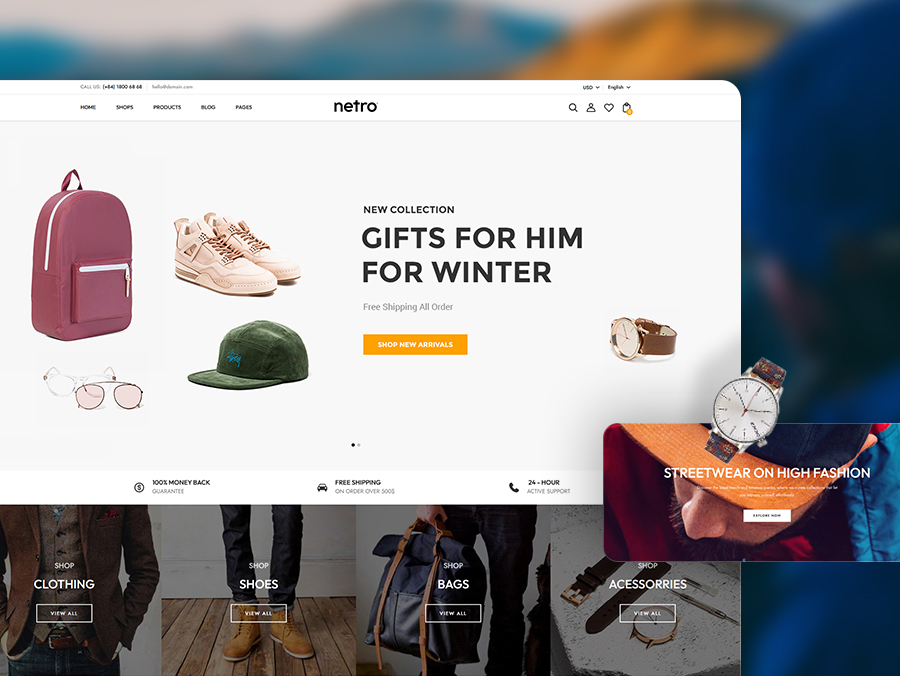 CALL US: (+84) 1800 68 68 hello@domain.com
USD English
HOME SHOPS PRODUCTS BLOG PAGES
netro
NEW COLLECTION
GIFTS FOR HIM
FOR WINTER
Free Shipping All Order
SHOP NEW ARRIVALS
STREETWEAR ON HIGH FASHION
EXPLORE NOW
100% MONEY BACK
GUARANTEE
FREE SHIPPING
ON ORDER OVER 500$
24 - HOUR
ACTIVE SUPPORT
SHOP
CLOTHING
VIEW ALL
SHOP
SHOES
VIEW ALL
SHOP
BAGS
VIEW ALL
SHOP
ACESSORRIES
VIEW ALL